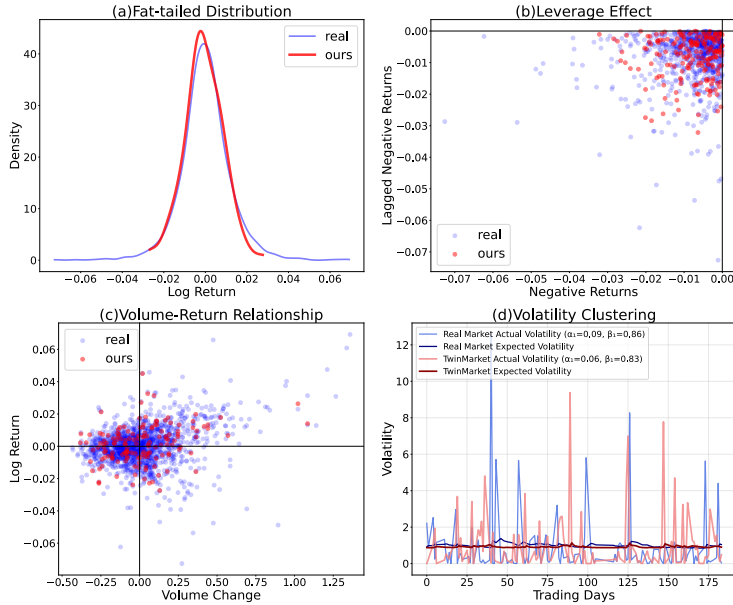 (a)Fat-tailed Distribution
real
ours
Density
40
30
20
10
0
−0.06 −0.04 −0.02 0.00 0.02 0.04 0.06
Log Return
(b)Leverage Effect
Lagged Negative Returns
0.00
−0.01
−0.02
−0.03
−0.04
−0.05
−0.06
−0.07
real
ours
−0.07 −0.06 −0.05 −0.04 −0.03 −0.02 −0.01 0.00
Negative Returns
(c)Volume-Return Relationship
real
ours
Log Return
0.06
0.04
0.02
0.00
−0.02
−0.04
−0.06
−0.50 −0.25 0.00 0.25 0.50 0.75 1.00 1.25
Volume Change
(d)Volatility Clustering
Real Market Actual Volatility (α₁=0,09, β₁=0,86)
Real Market Expected Volatility
TwinMarket Actual Volatility (α₁=0.06, β₁=0.83)
TwinMarket Expected Volatility
Volatility
12
10
8
6
4
2
0
0 25 50 75 100 125 150 175
Trading Days